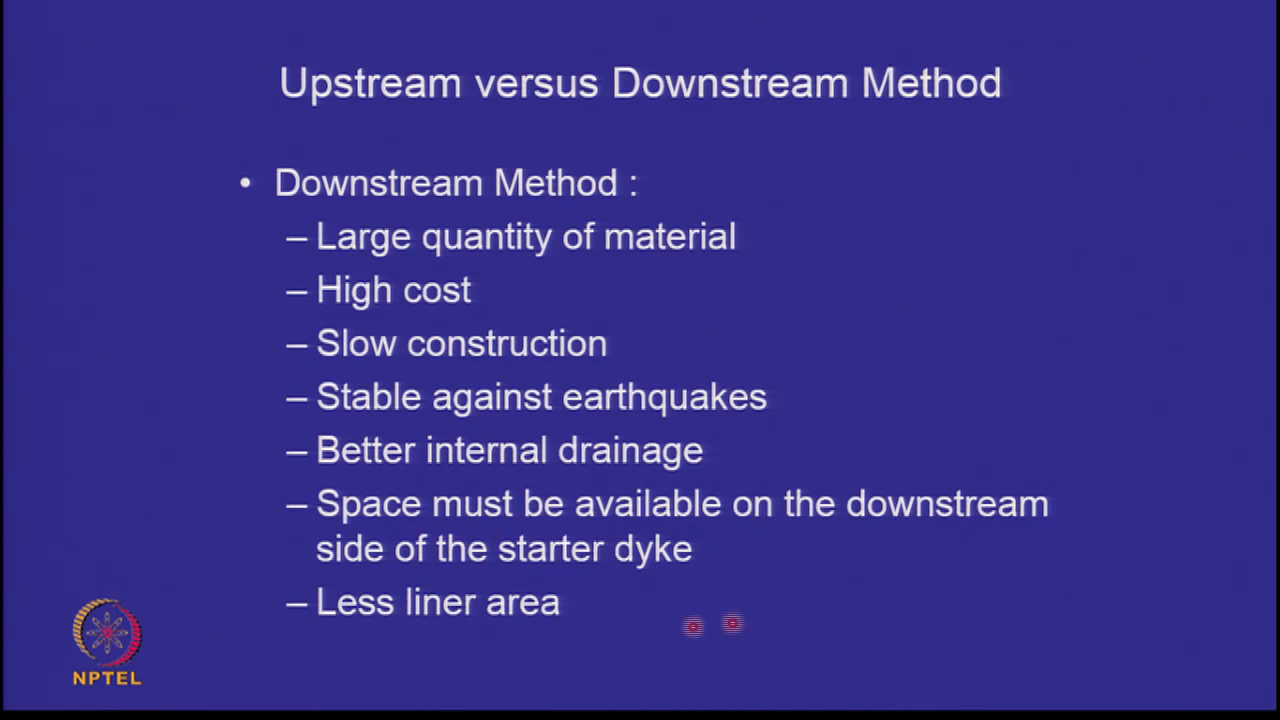 Upstream versus Downstream Method
• Downstream Method :
– Large quantity of material
– High cost
– Slow construction
– Stable against earthquakes
– Better internal drainage
– Space must be available on the downstream
side of the starter dyke
– Less liner area
NPTEL